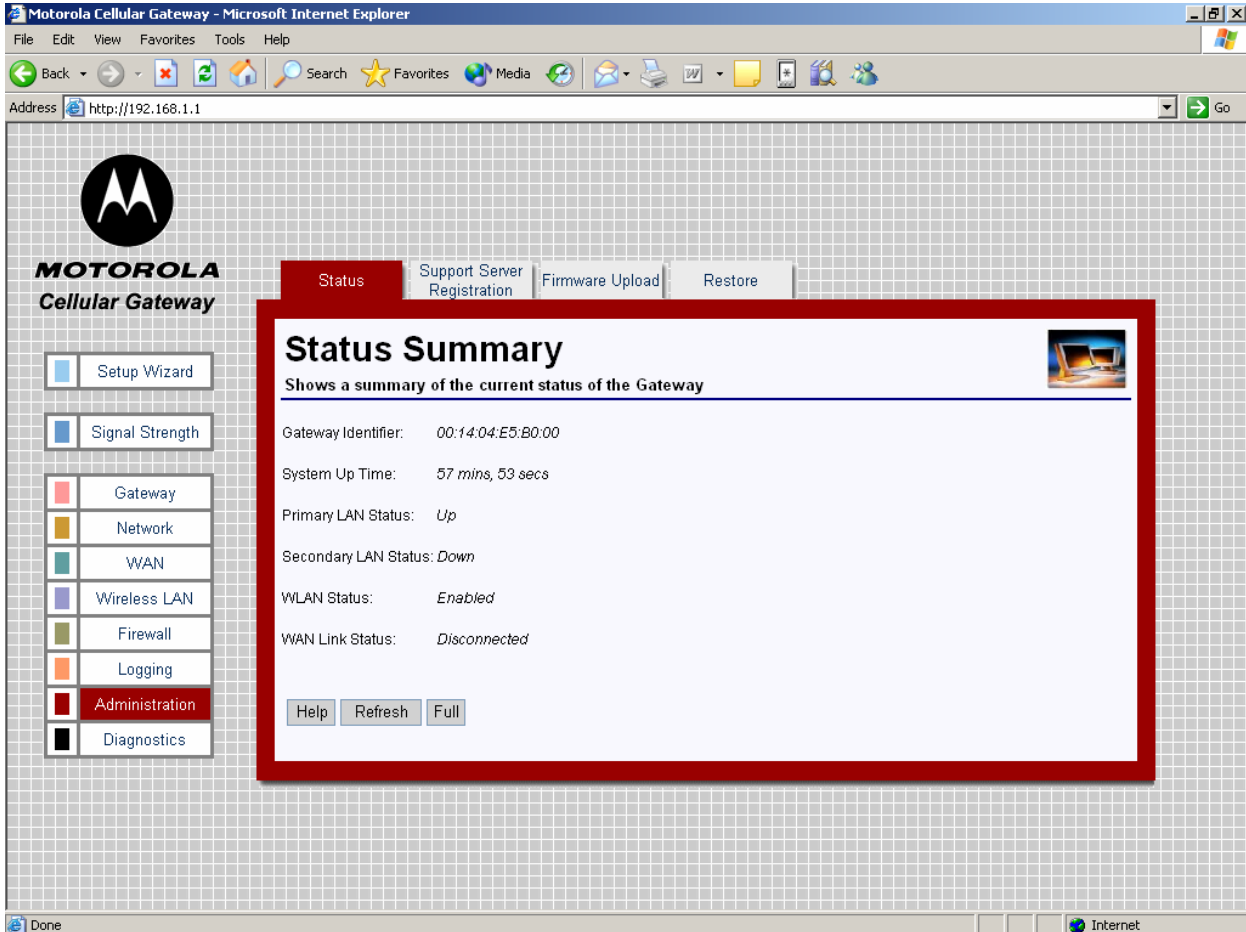 Motorola Cellular Gateway - Microsoft Internet Explorer
File Edit View Favorites Tools Help
Back Search Favorites Media
Address http://192.168.1.1 Go
MOTOROLA
Cellular Gateway
Status
Support Server
Registration
Firmware Upload
Restore
Setup Wizard
Signal Strength
Gateway
Network
WAN
Wireless LAN
Firewall
Logging
Administration
Diagnostics
Status Summary
Shows a summary of the current status of the Gateway
Gateway Identifier: 00:14:04:E5:B0:00
System Up Time: 57 mins, 53 secs
Primary LAN Status: Up
Secondary LAN Status: Down
WLAN Status: Enabled
WAN Link Status: Disconnected
Help Refresh Full
Done Internet